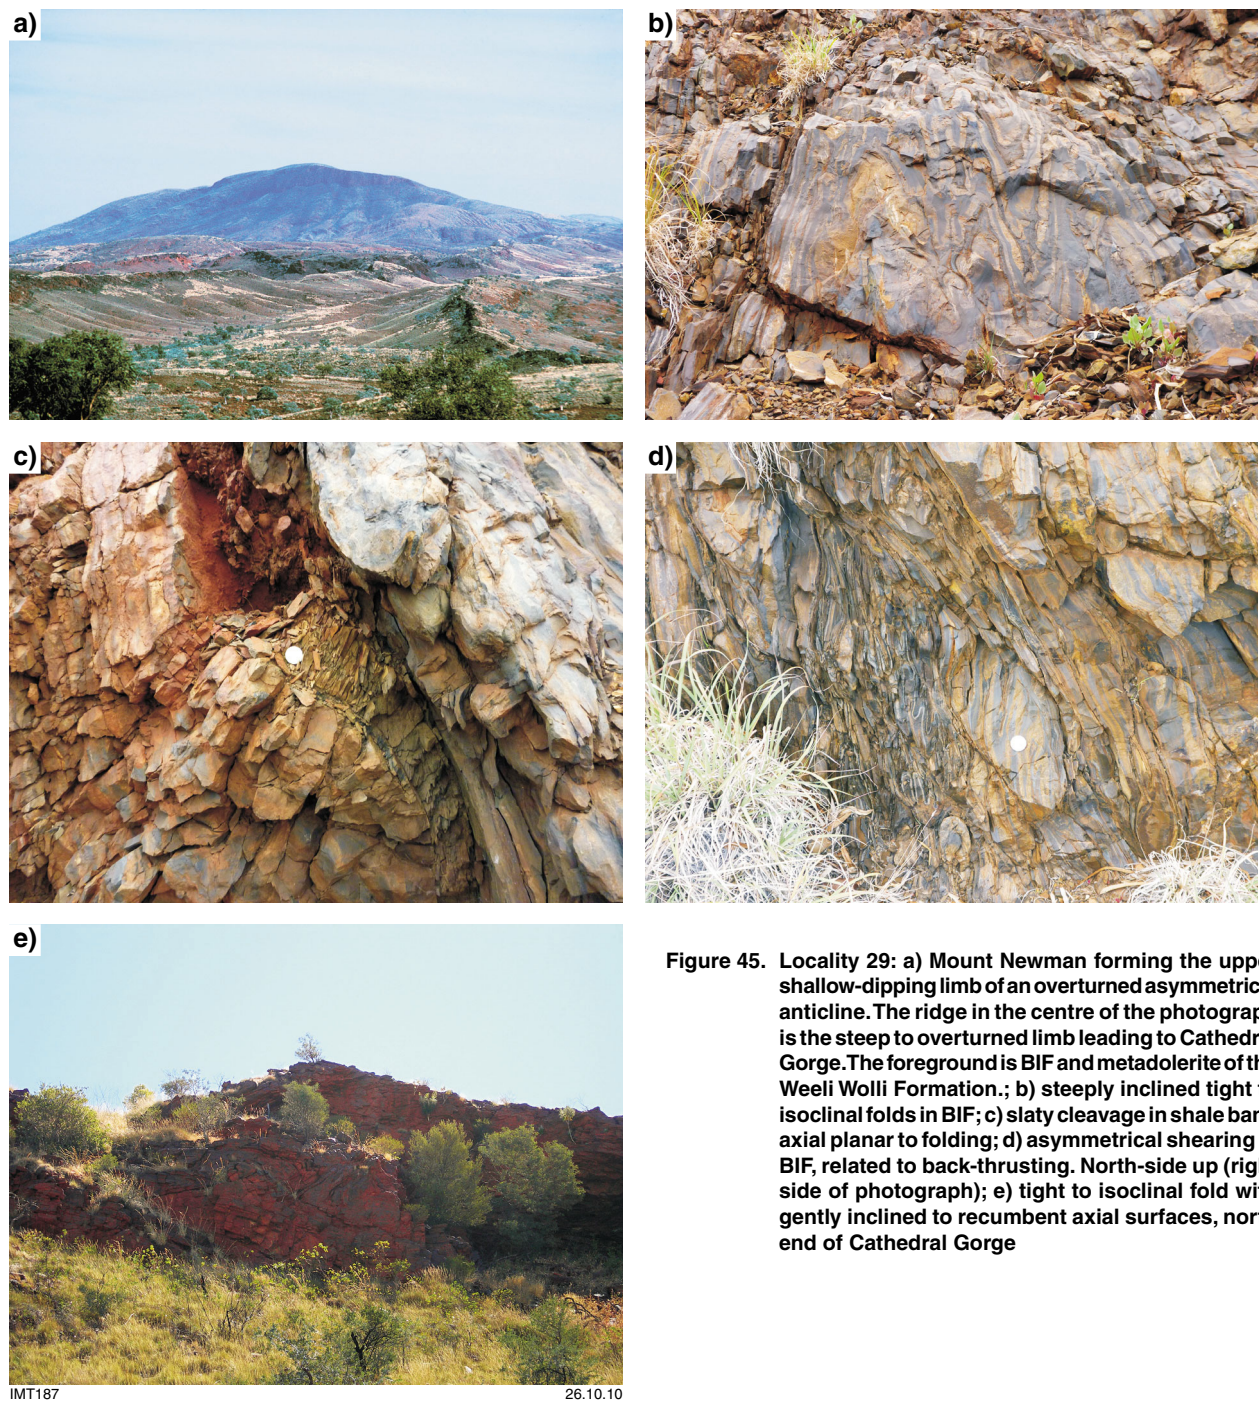 a)
b)
c)
d)
e)
Figure 45. Locality 29: a) Mount Newman forming the uppe
shallow-dipping limb of an overturned asymmetric
anticline. The ridge in the centre of the photograp
is the steep to overturned limb leading to Cathedr
Gorge. The foreground is BIF and metadolerite of th
Weeli Wolli Formation.; b) steeply inclined tight
isoclinal folds in BIF; c) slaty cleavage in shale ban
axial planar to folding; d) asymmetrical shearing
BIF, related to back-thrusting. North-side up (rig
side of photograph); e) tight to isoclinal fold wi
gently inclined to recumbent axial surfaces, nort
end of Cathedral Gorge
IMT187
26.10.10